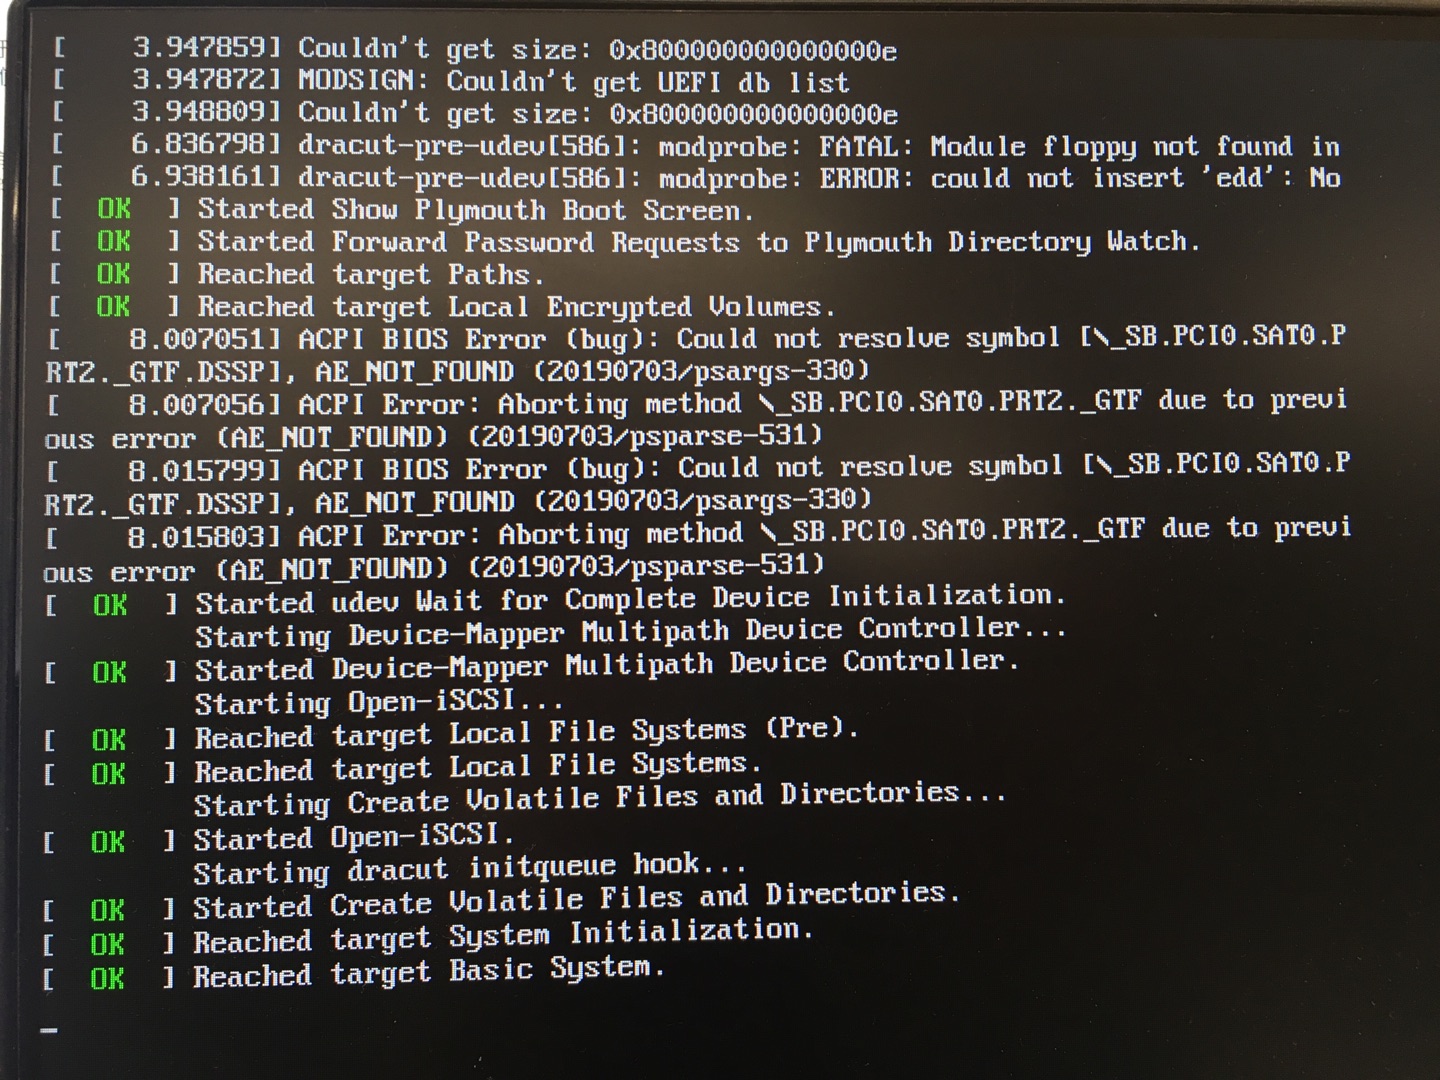 [    3.947859] Couldn't get size: 0x800000000000000e
[    3.947872] MODSIGN: Couldn't get UEFI db list
[    3.948809] Couldn't get size: 0x800000000000000e
[    6.836798] dracut-pre-udev[586]: modprobe: FATAL: Module floppy not found in
[    6.938161] dracut-pre-udev[586]: modprobe: ERROR: could not insert 'edd': No
[  OK  ] Started Show Plymouth Boot Screen.
[  OK  ] Started Forward Password Requests to Plymouth Directory Watch.
[  OK  ] Reached target Paths.
[  OK  ] Reached target Local Encrypted Volumes.
[    8.007051] ACPI BIOS Error (bug): Could not resolve symbol [\_SB.PCI0.SAT0.P
RT2._GTF.DSSP], AE_NOT_FOUND (20190703/psargs-330)
[    8.007056] ACPI Error: Aborting method \_SB.PCI0.SAT0.PRT2._GTF due to previ
ous error (AE_NOT_FOUND) (20190703/psparse-531)
[    8.015799] ACPI BIOS Error (bug): Could not resolve symbol [\_SB.PCI0.SAT0.P
RT2._GTF.DSSP], AE_NOT_FOUND (20190703/psargs-330)
[    8.015803] ACPI Error: Aborting method \_SB.PCI0.SAT0.PRT2._GTF due to previ
ous error (AE_NOT_FOUND) (20190703/psparse-531)
[  OK  ] Started udev Wait for Complete Device Initialization.
Starting Device-Mapper Multipath Device Controller...
[  OK  ] Started Device-Mapper Multipath Device Controller.
Starting Open-iSCSI...
[  OK  ] Reached target Local File Systems (Pre).
[  OK  ] Reached target Local File Systems.
Starting Create Volatile Files and Directories...
[  OK  ] Started Open-iSCSI.
Starting dracut initqueue hook...
[  OK  ] Started Create Volatile Files and Directories.
[  OK  ] Reached target System Initialization.
[  OK  ] Reached target Basic System.